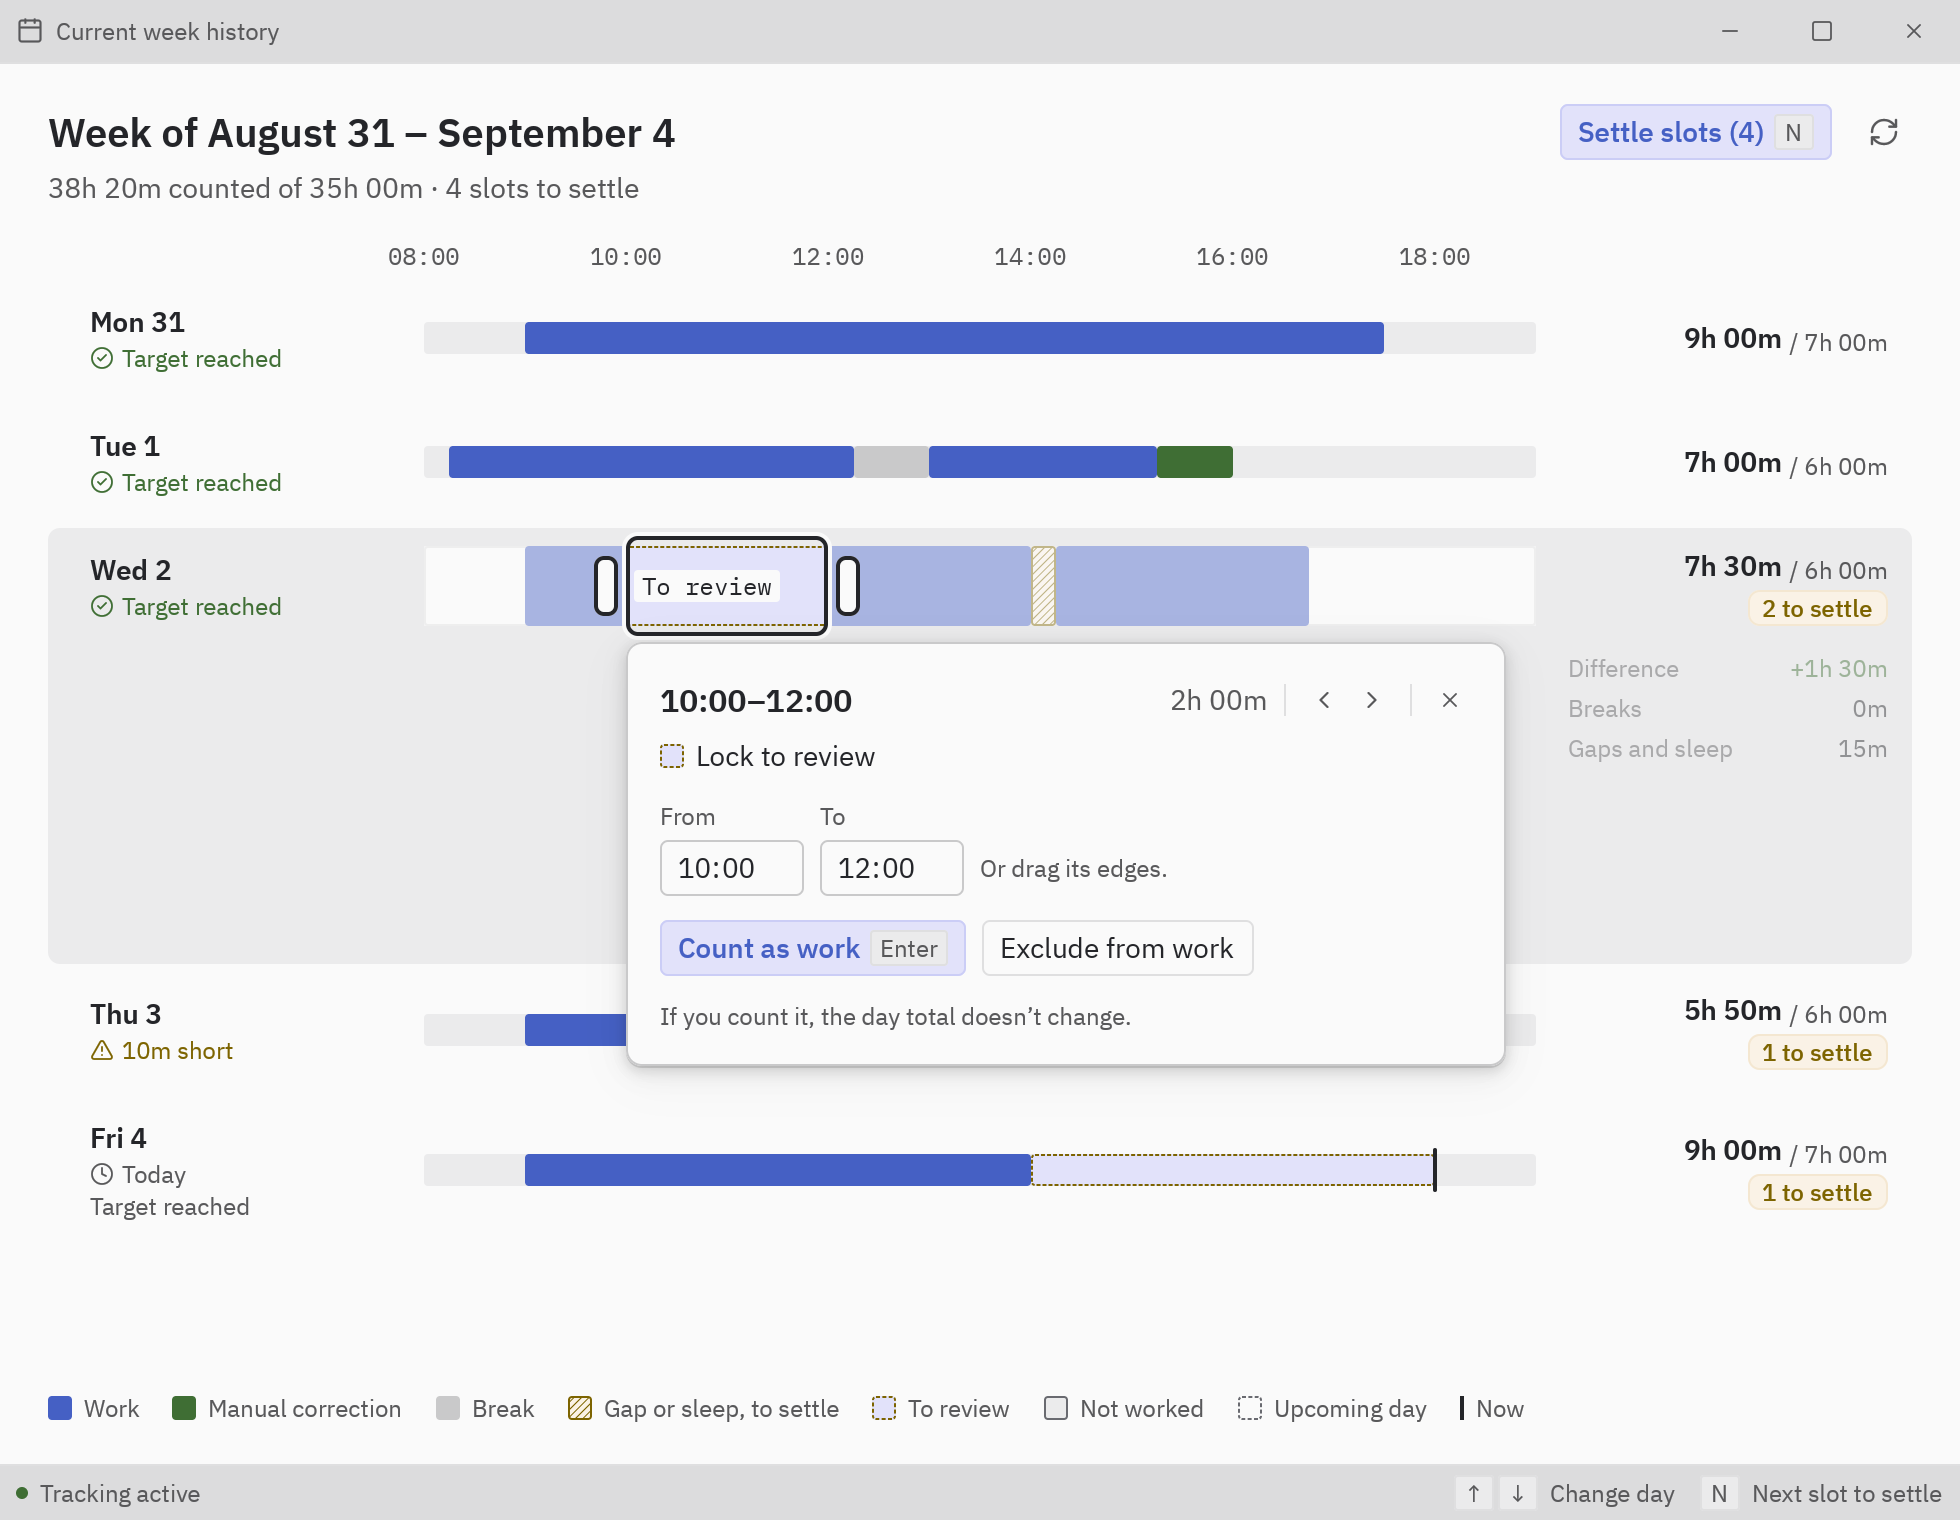 Current week history
Week of August 31 – September 4
Settle slots (4) N
38h 20m counted of 35h 00m · 4 slots to settle
08:00 10:00 12:00 14:00 16:00 18:00
Mon 31
Target reached
9h 00m / 7h 00m
Tue 1
Target reached
7h 00m / 6h 00m
Wed 2
Target reached
To review
7h 30m / 6h 00m
2 to settle
Difference +1h 30m
Breaks 0m
Gaps and sleep 15m
10:00–12:00 2h 00m
Lock to review
From To
10:00 12:00 Or drag its edges.
Count as work Enter Exclude from work
If you count it, the day total doesn’t change.
Thu 3
10m short
5h 50m / 6h 00m
1 to settle
Fri 4
Today
Target reached
9h 00m / 7h 00m
1 to settle
Work Manual correction Break Gap or sleep, to settle To review Not worked Upcoming day Now
Tracking active
↑ ↓ Change day N Next slot to settle